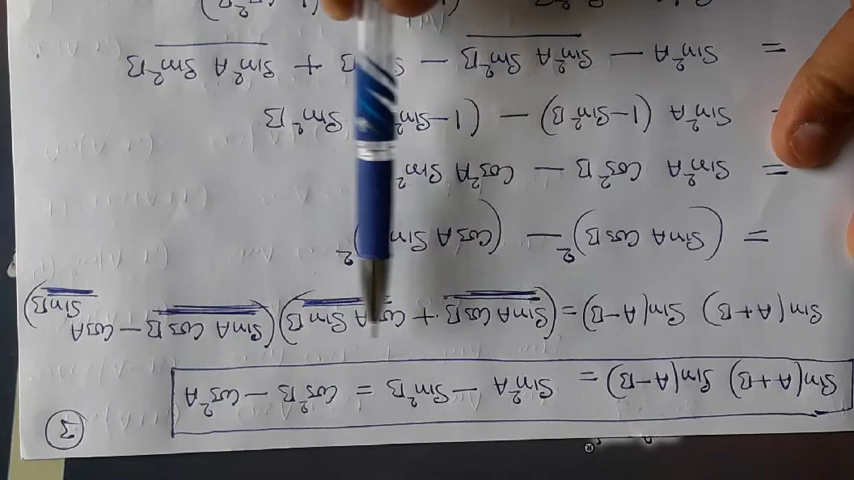 ③
Sin(A+B) Sin(A-B) = Sin²A - Sin²B = Cos²B - Cos²A
Sin(A+B) Sin(A-B) = (SinA CosB + CosA SinB)(SinA CosB - CosA SinB)
= (SinA CosB)² - (CosA Sin )²
= Sin²A Cos²B - Cos²A Sin²
Sin²A (1-Sin²B) - (1-Sin² Sin²B
= Sin²A - Sin²A Sin²B - S B + Sin²A Sin²B